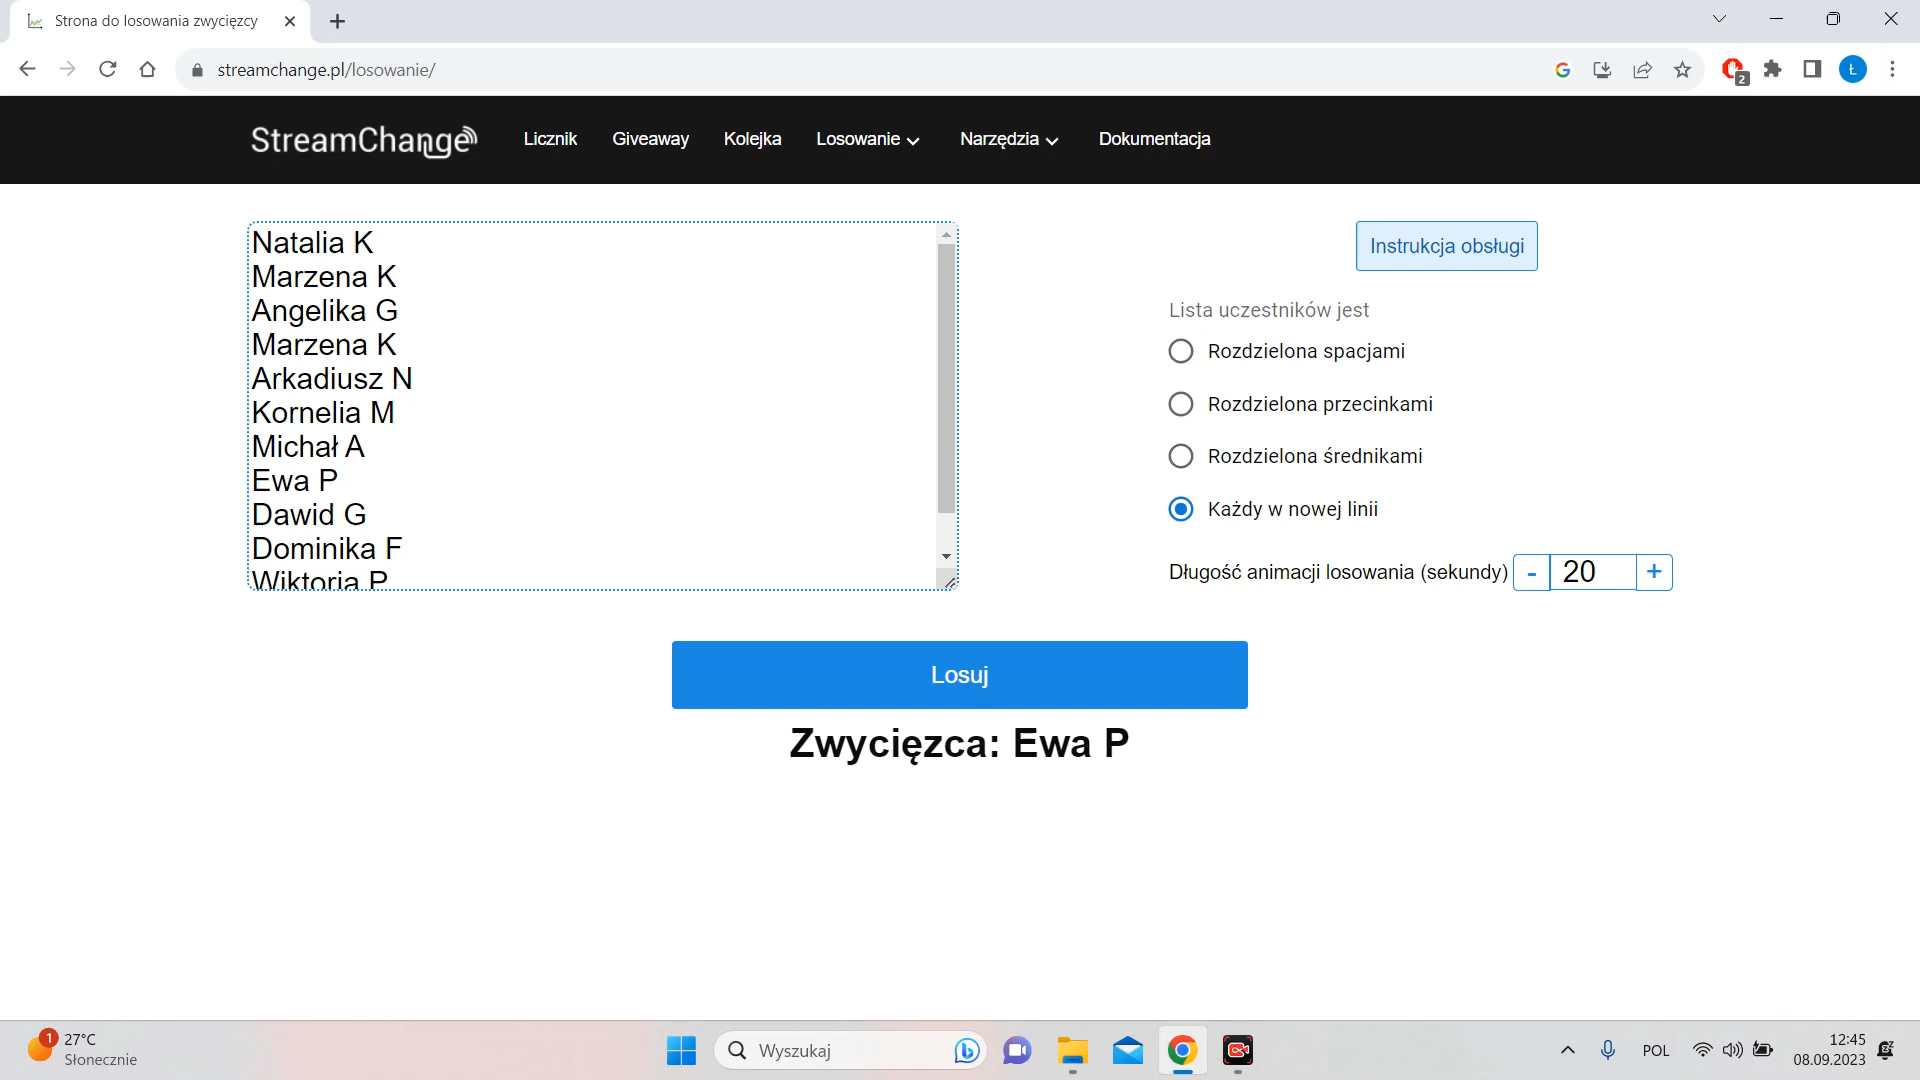 Strona do losowania zwycięzcy
streamchange.pl/losowanie/
2
Ł
StreamChange
Licznik
Giveaway
Kolejka
Losowanie
Narzędzia
Dokumentacja
Natalia K
Marzena K
Angelika G
Marzena K
Arkadiusz N
Kornelia M
Michał A
Ewa P
Dawid G
Dominika F
Wiktoria P
Instrukcja obsługi
Lista uczestników jest
Rozdzielona spacjami
Rozdzielona przecinkami
Rozdzielona średnikami
Każdy w nowej linii
Długość animacji losowania (sekundy) - 20 +
Losuj
Zwycięzca: Ewa P
1
27°C
Słonecznie
Wyszukaj
POL
12:45
08.09.2023